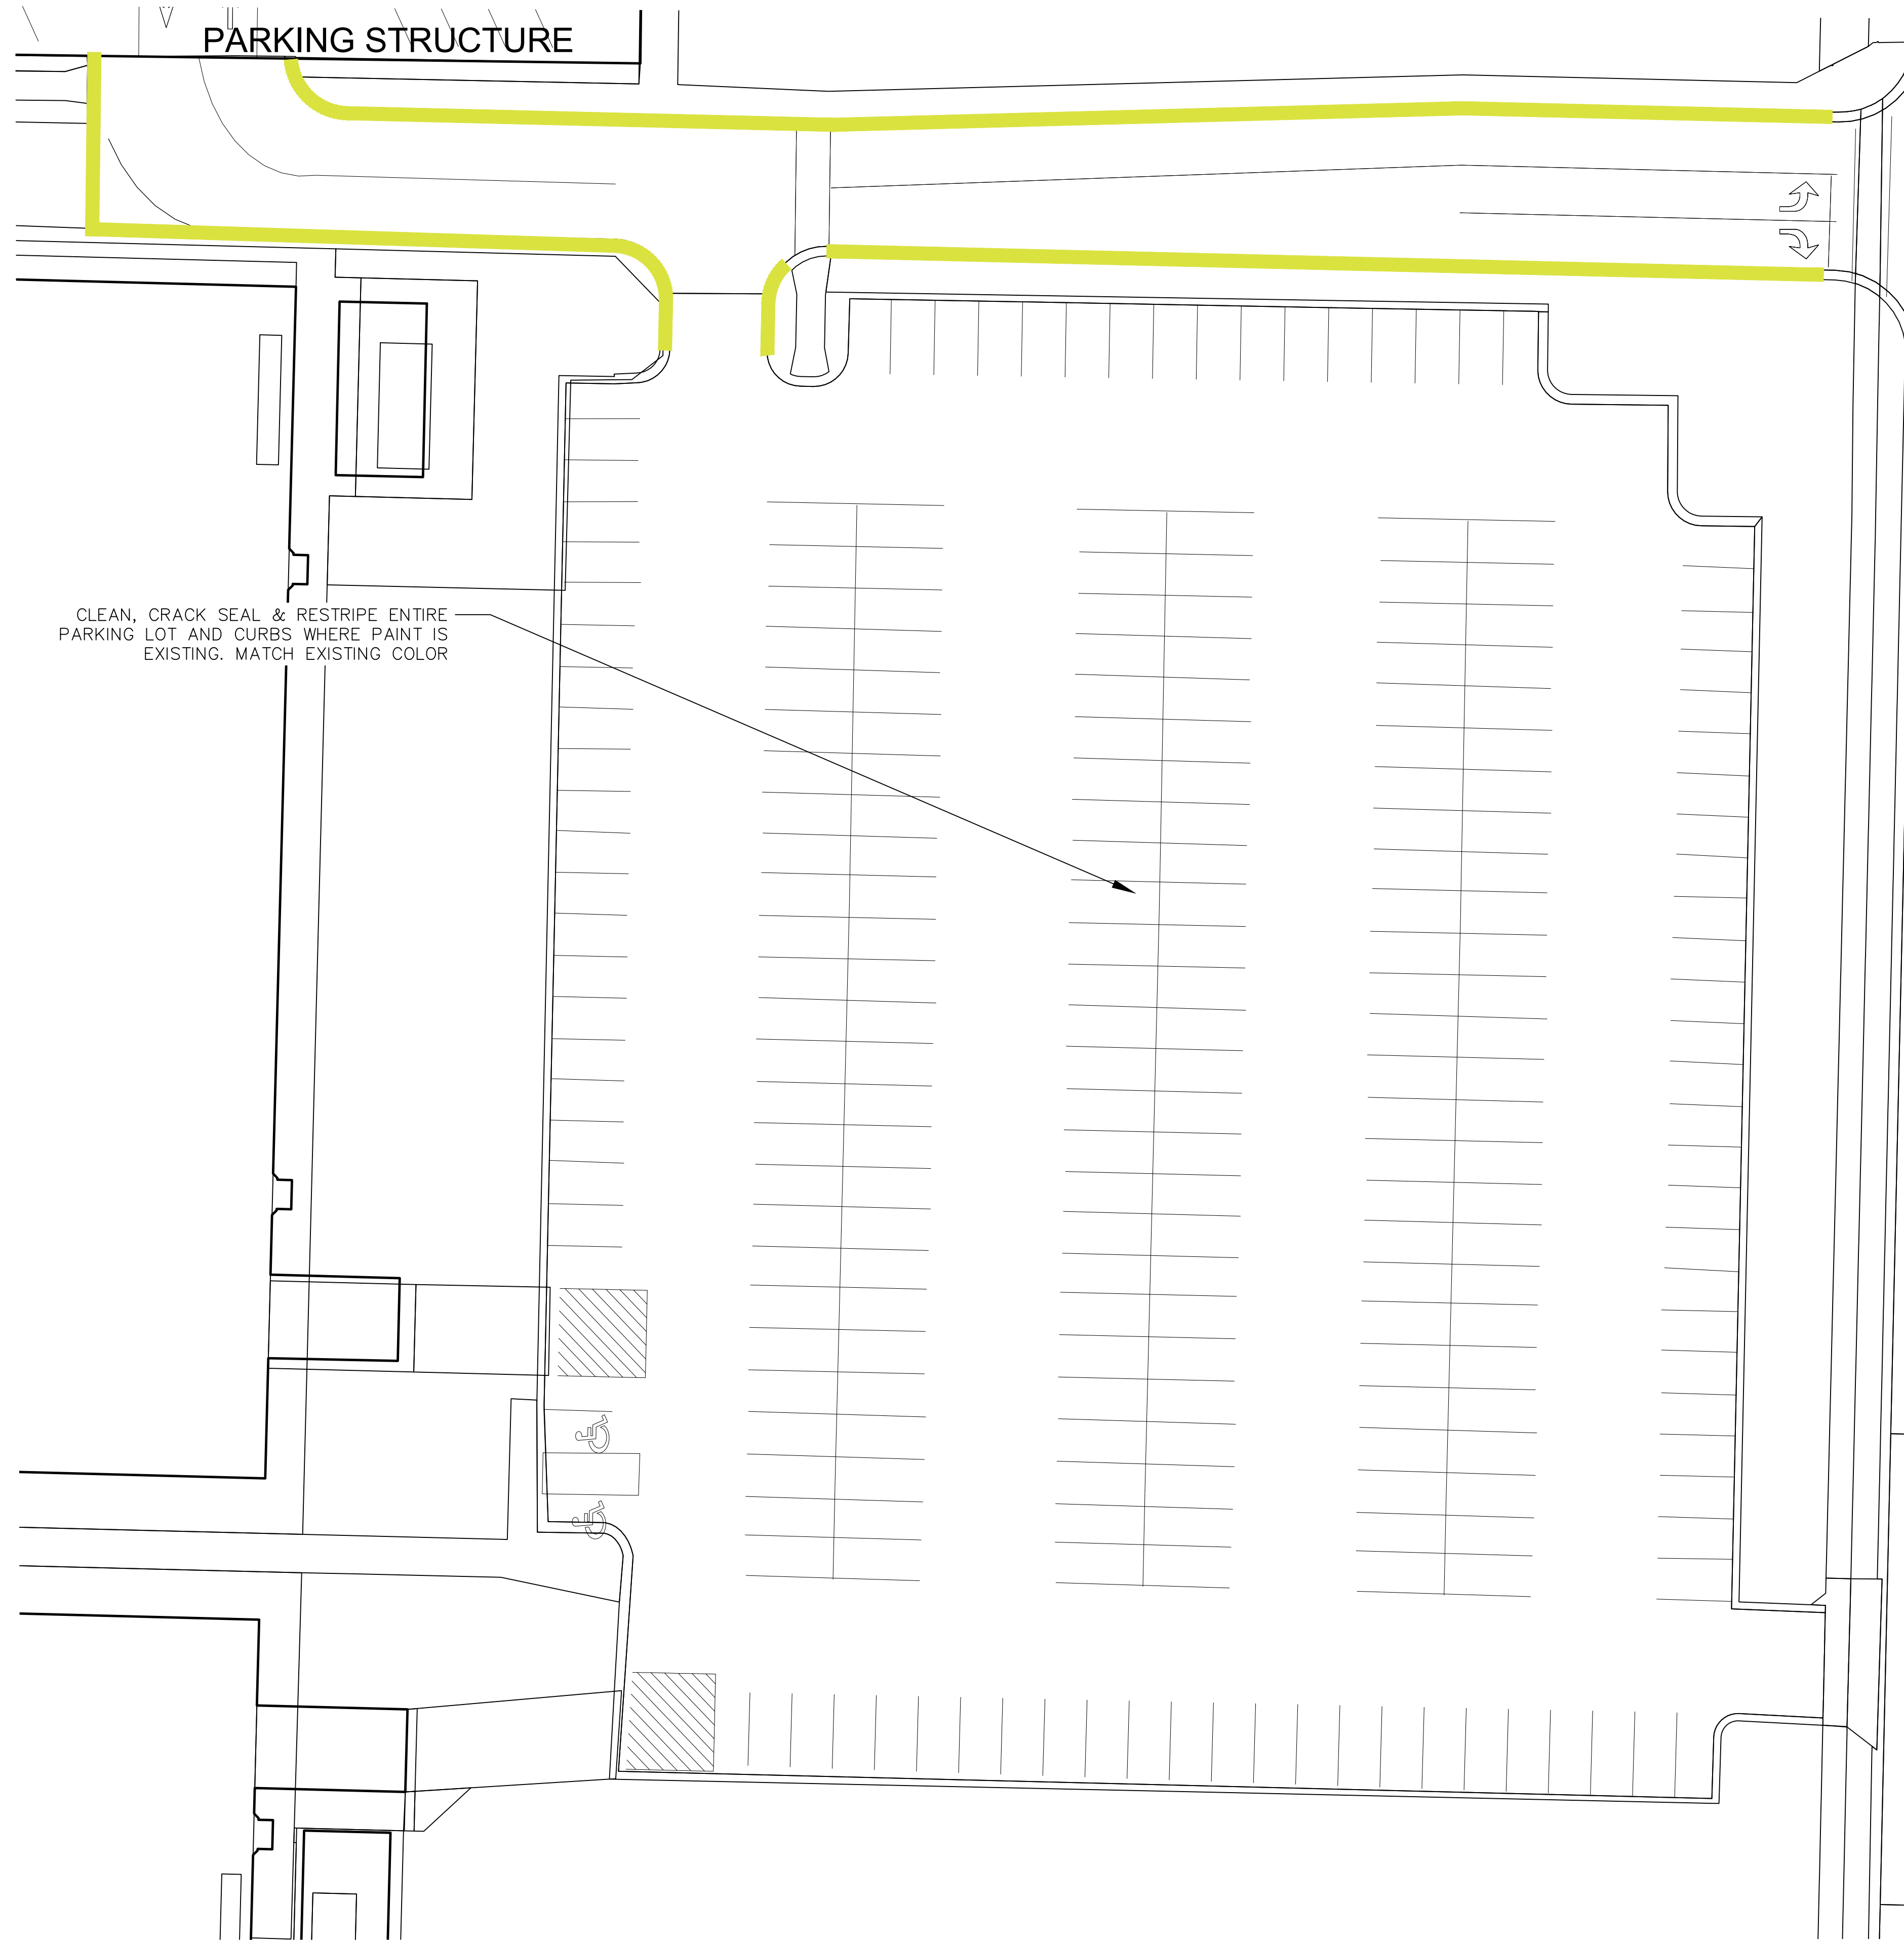 PARKING STRUCTURE
CLEAN, CRACK SEAL & RESTRIPE ENTIRE
PARKING LOT AND CURBS WHERE PAINT IS
EXISTING. MATCH EXISTING COLOR